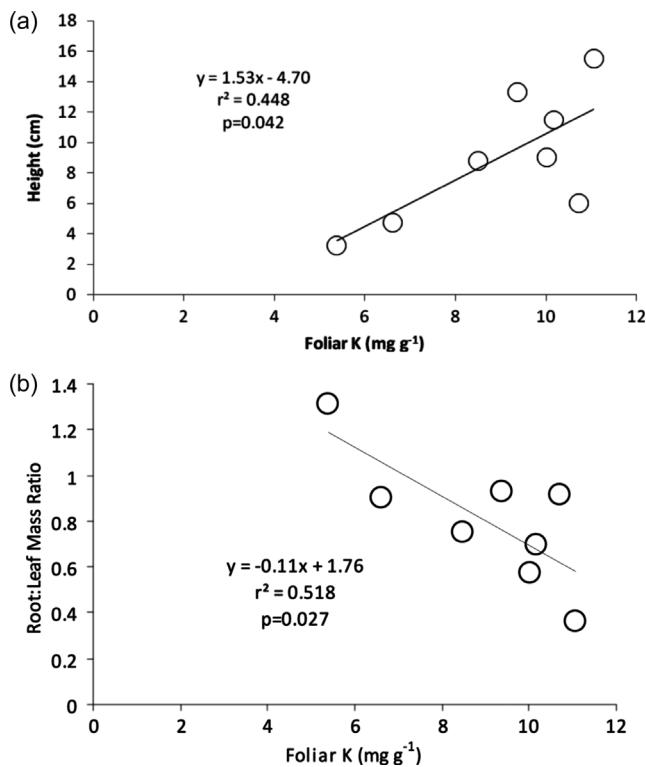 (a)
18
16
14
12
10
8
6
4
2
0
Height (cm)
y = 1.53x - 4.70
r² = 0.448
p=0.042
0 2 4 6 8 10 12
Foliar K (mg g⁻¹)
(b)
1.4
1.2
1
0.8
0.6
0.4
0.2
0
Root:Leaf Mass Ratio
y = -0.11x + 1.76
r² = 0.518
p=0.027
0 2 4 6 8 10 12
Foliar K (mg g⁻¹)